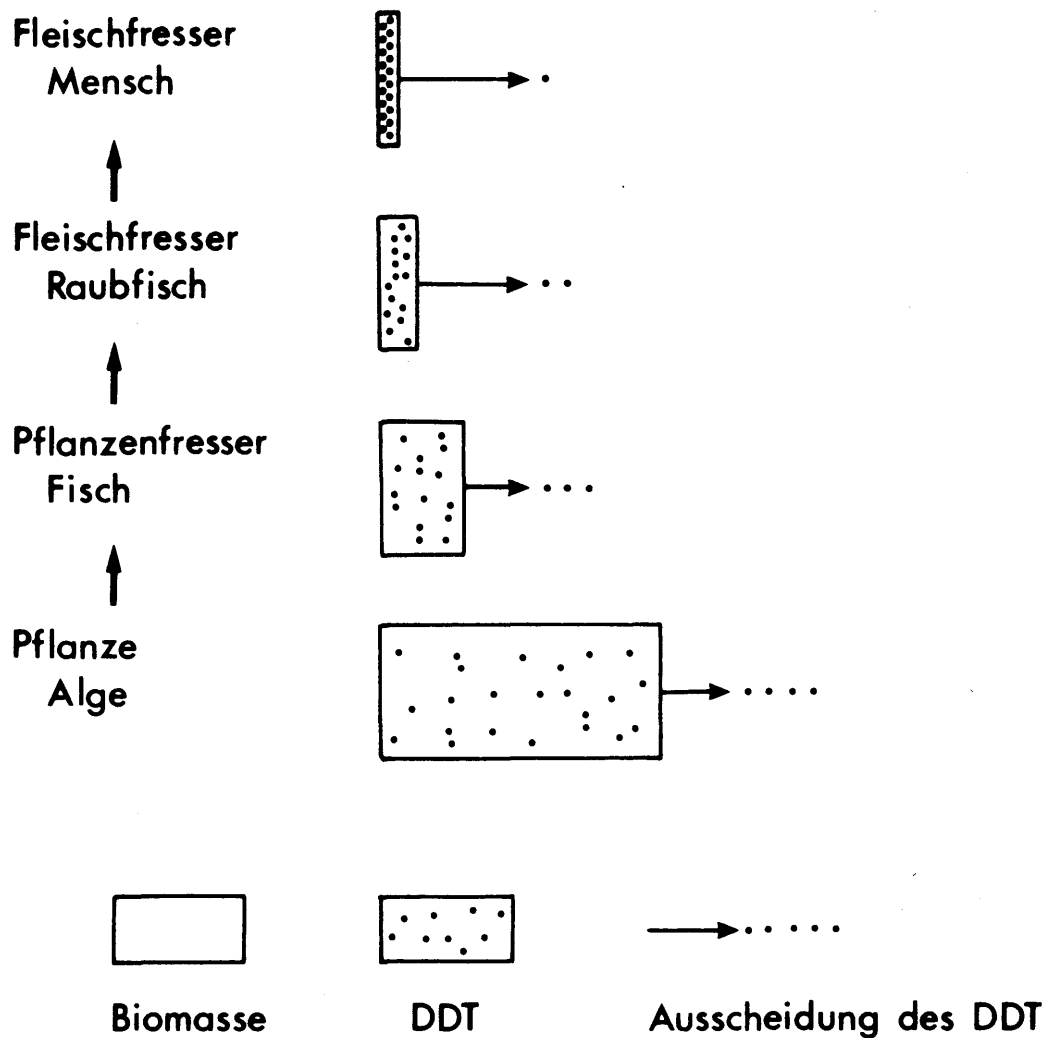 Fleischfresser
Mensch
Fleischfresser
Raubfisch
Pflanzenfresser
Fisch
Pflanze
Alge
Biomasse
DDT
Ausscheidung des DDT